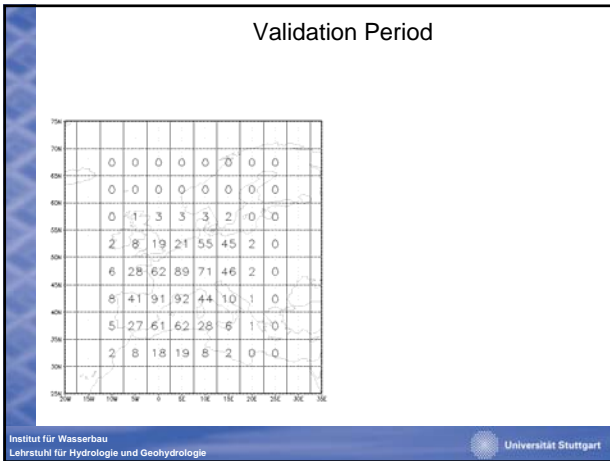 Validation Period
75N
70N
0 0 0 0 0 0 0 0
65N
0 0 0 0 0 0 0 0
60N
0 1 3 3 3 2 0 0
55N
2 8 19 21 55 45 2 0
50N
6 28 62 89 71 46 2 0
45N
8 41 91 92 44 10 1 0
40N
5 27 61 62 28 6 1 0
35N
2 8 18 19 8 2 0 0
30N
25N
20W 15W 10W 5W 0 5E 10E 15E 20E 25E 30E 35E
Institut für Wasserbau
Lehrstuhl für Hydrologie und Geohydrologie
Universität Stuttgart